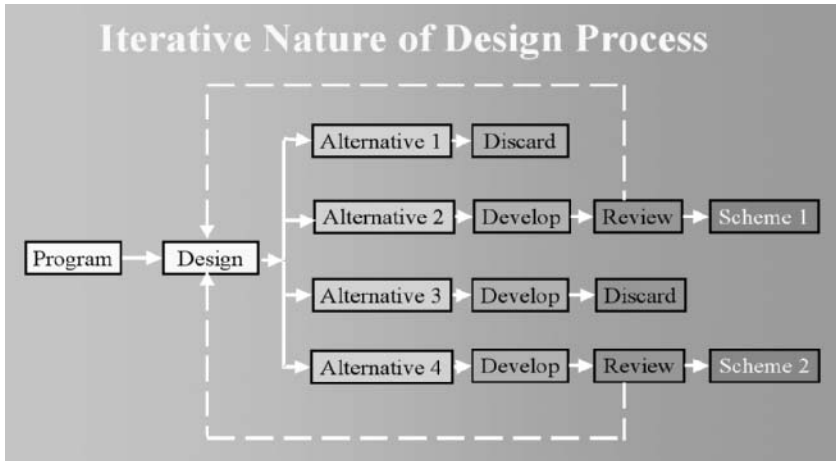 Iterative Nature of Design Process
Alternative 1 Discard
Alternative 2 Develop Review Scheme 1
Program Design
Alternative 3 Develop Discard
Alternative 4 Develop Review Scheme 2